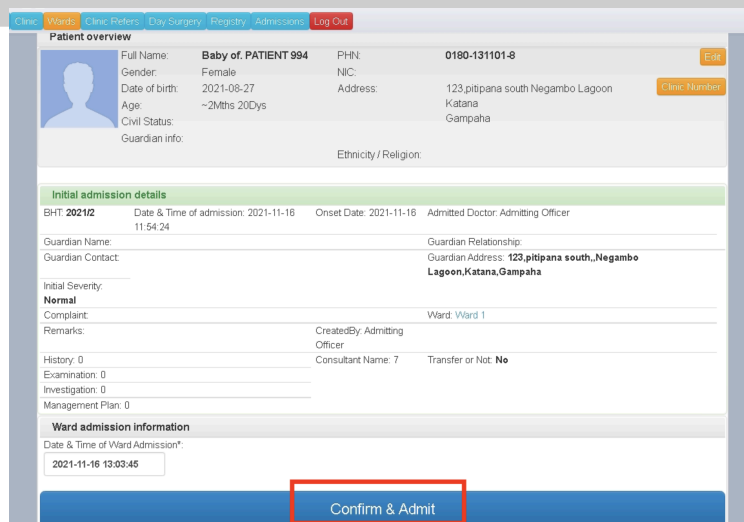 Clinic Wards Clinic Refers Day Surgery Registry Admissions Log Out
Patient overview
Full Name: Baby of. PATIENT 994 PHN: 0180-131101-8 Edit
Gender: Female NIC:
Date of birth: 2021-08-27 Address: 123,pitipana south Negambo Lagoon Clinic Number
Age: ~2Mths 20Dys Katana
Civil Status: Gampaha
Guardian info:
Ethnicity / Religion:
Initial admission details
BHT: 2021/2 Date & Time of admission: 2021-11-16 Onset Date: 2021-11-16 Admitted Doctor: Admitting Officer
11:54:24
Guardian Name: Guardian Relationship:
Guardian Contact: Guardian Address: 123,pitipana south,,Negambo
Lagoon,Katana,Gampaha
Initial Severity:
Normal
Complaint: Ward: Ward 1
Remarks: CreatedBy: Admitting
Officer
History: 0 Consultant Name: 7 Transfer or Not: No
Examination: 0
Investigation: 0
Management Plan: 0
Ward admission information
Date & Time of Ward Admission*:
2021-11-16 13:03:45
Confirm & Admit